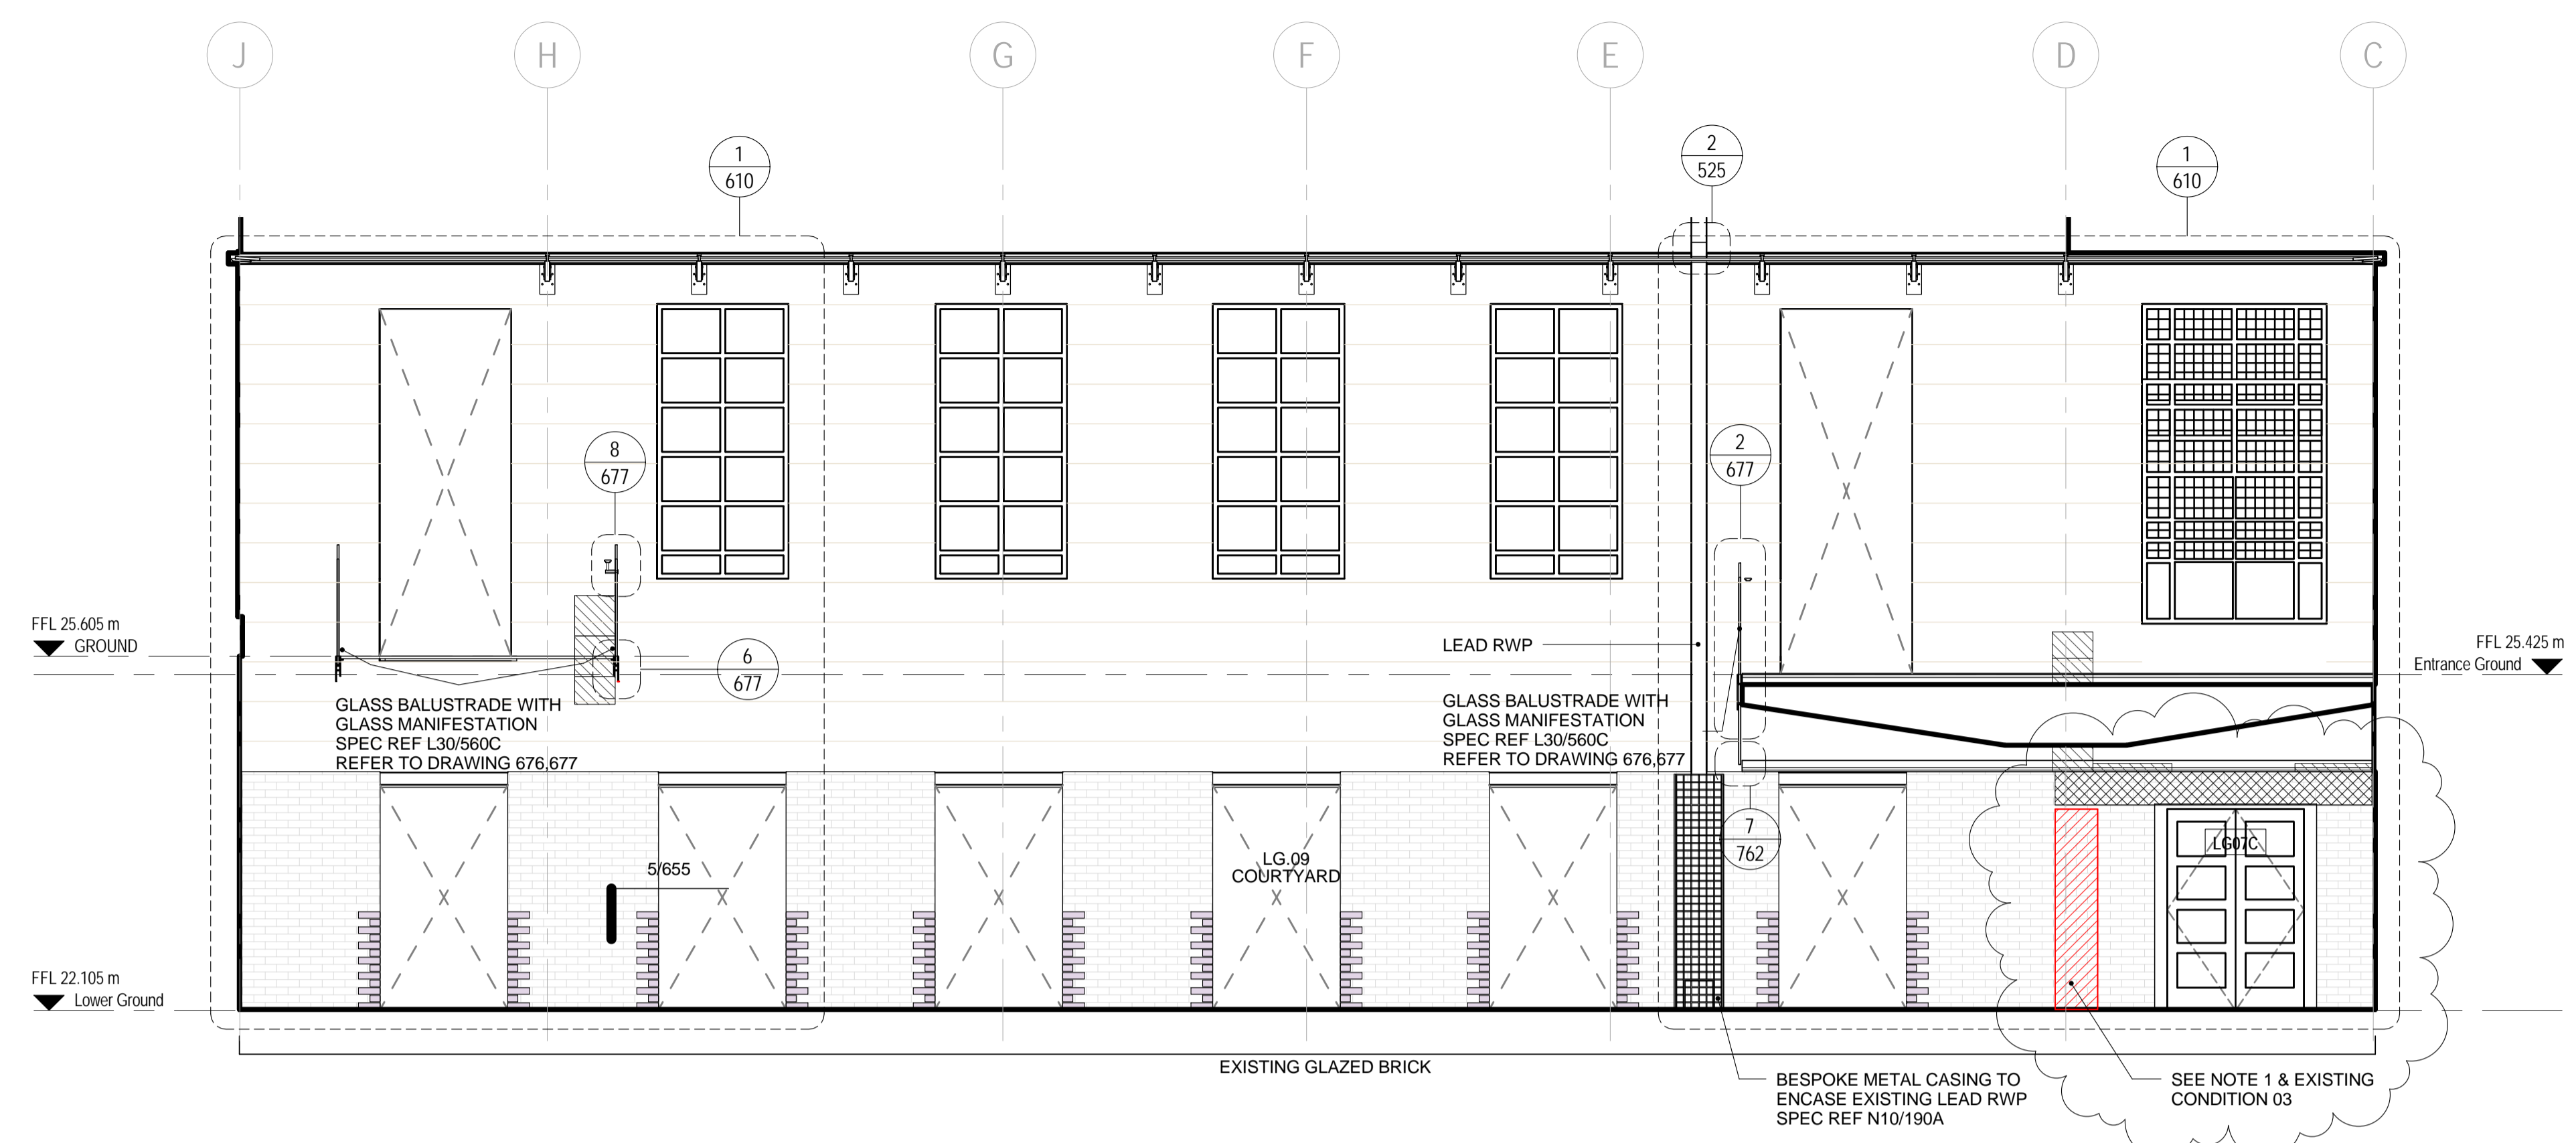 J
H
G
F
E
D
C
1
610
2
525
1
610
8
677
2
677
FFL 25.605 m
GROUND
6
677
LEAD RWP
FFL 25.425 m
Entrance Ground
GLASS BALUSTRADE WITH
GLASS MANIFESTATION
SPEC REF L30/560C
REFER TO DRAWING 676,677
GLASS BALUSTRADE WITH
GLASS MANIFESTATION
SPEC REF L30/560C
REFER TO DRAWING 676,677
7
762
5/655
LG.09
COURTYARD
LG07C
FFL 22.105 m
Lower Ground
EXISTING GLAZED BRICK
BESPOKE METAL CASING TO
ENCASE EXISTING LEAD RWP
SPEC REF N10/190A
SEE NOTE 1 & EXISTING
CONDITION 03